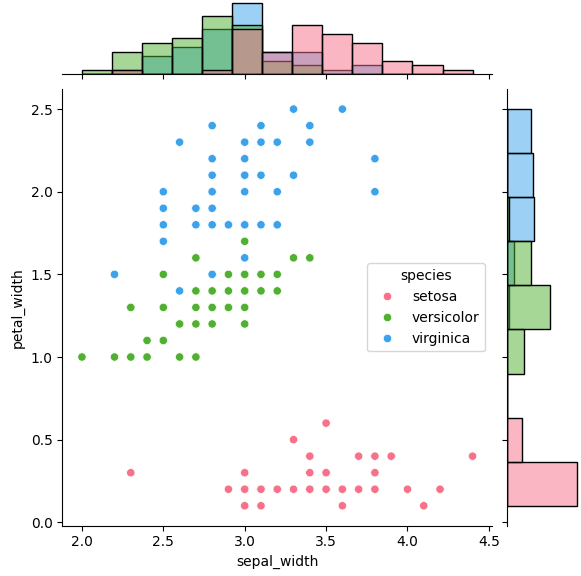 2.5
2.0
1.5
1.0
0.5
0.0
petal_width
species
setosa
versicolor
virginica
2.0 2.5 3.0 3.5 4.0 4.5
sepal_width